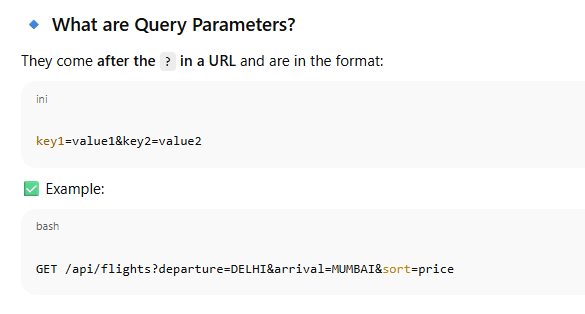 What are Query Parameters?
They come after the ? in a URL and are in the format:
ini
key1=value1&key2=value2
✅ Example:
bash
GET /api/flights?departure=DELHI&arrival=MUMBAI&sort=price